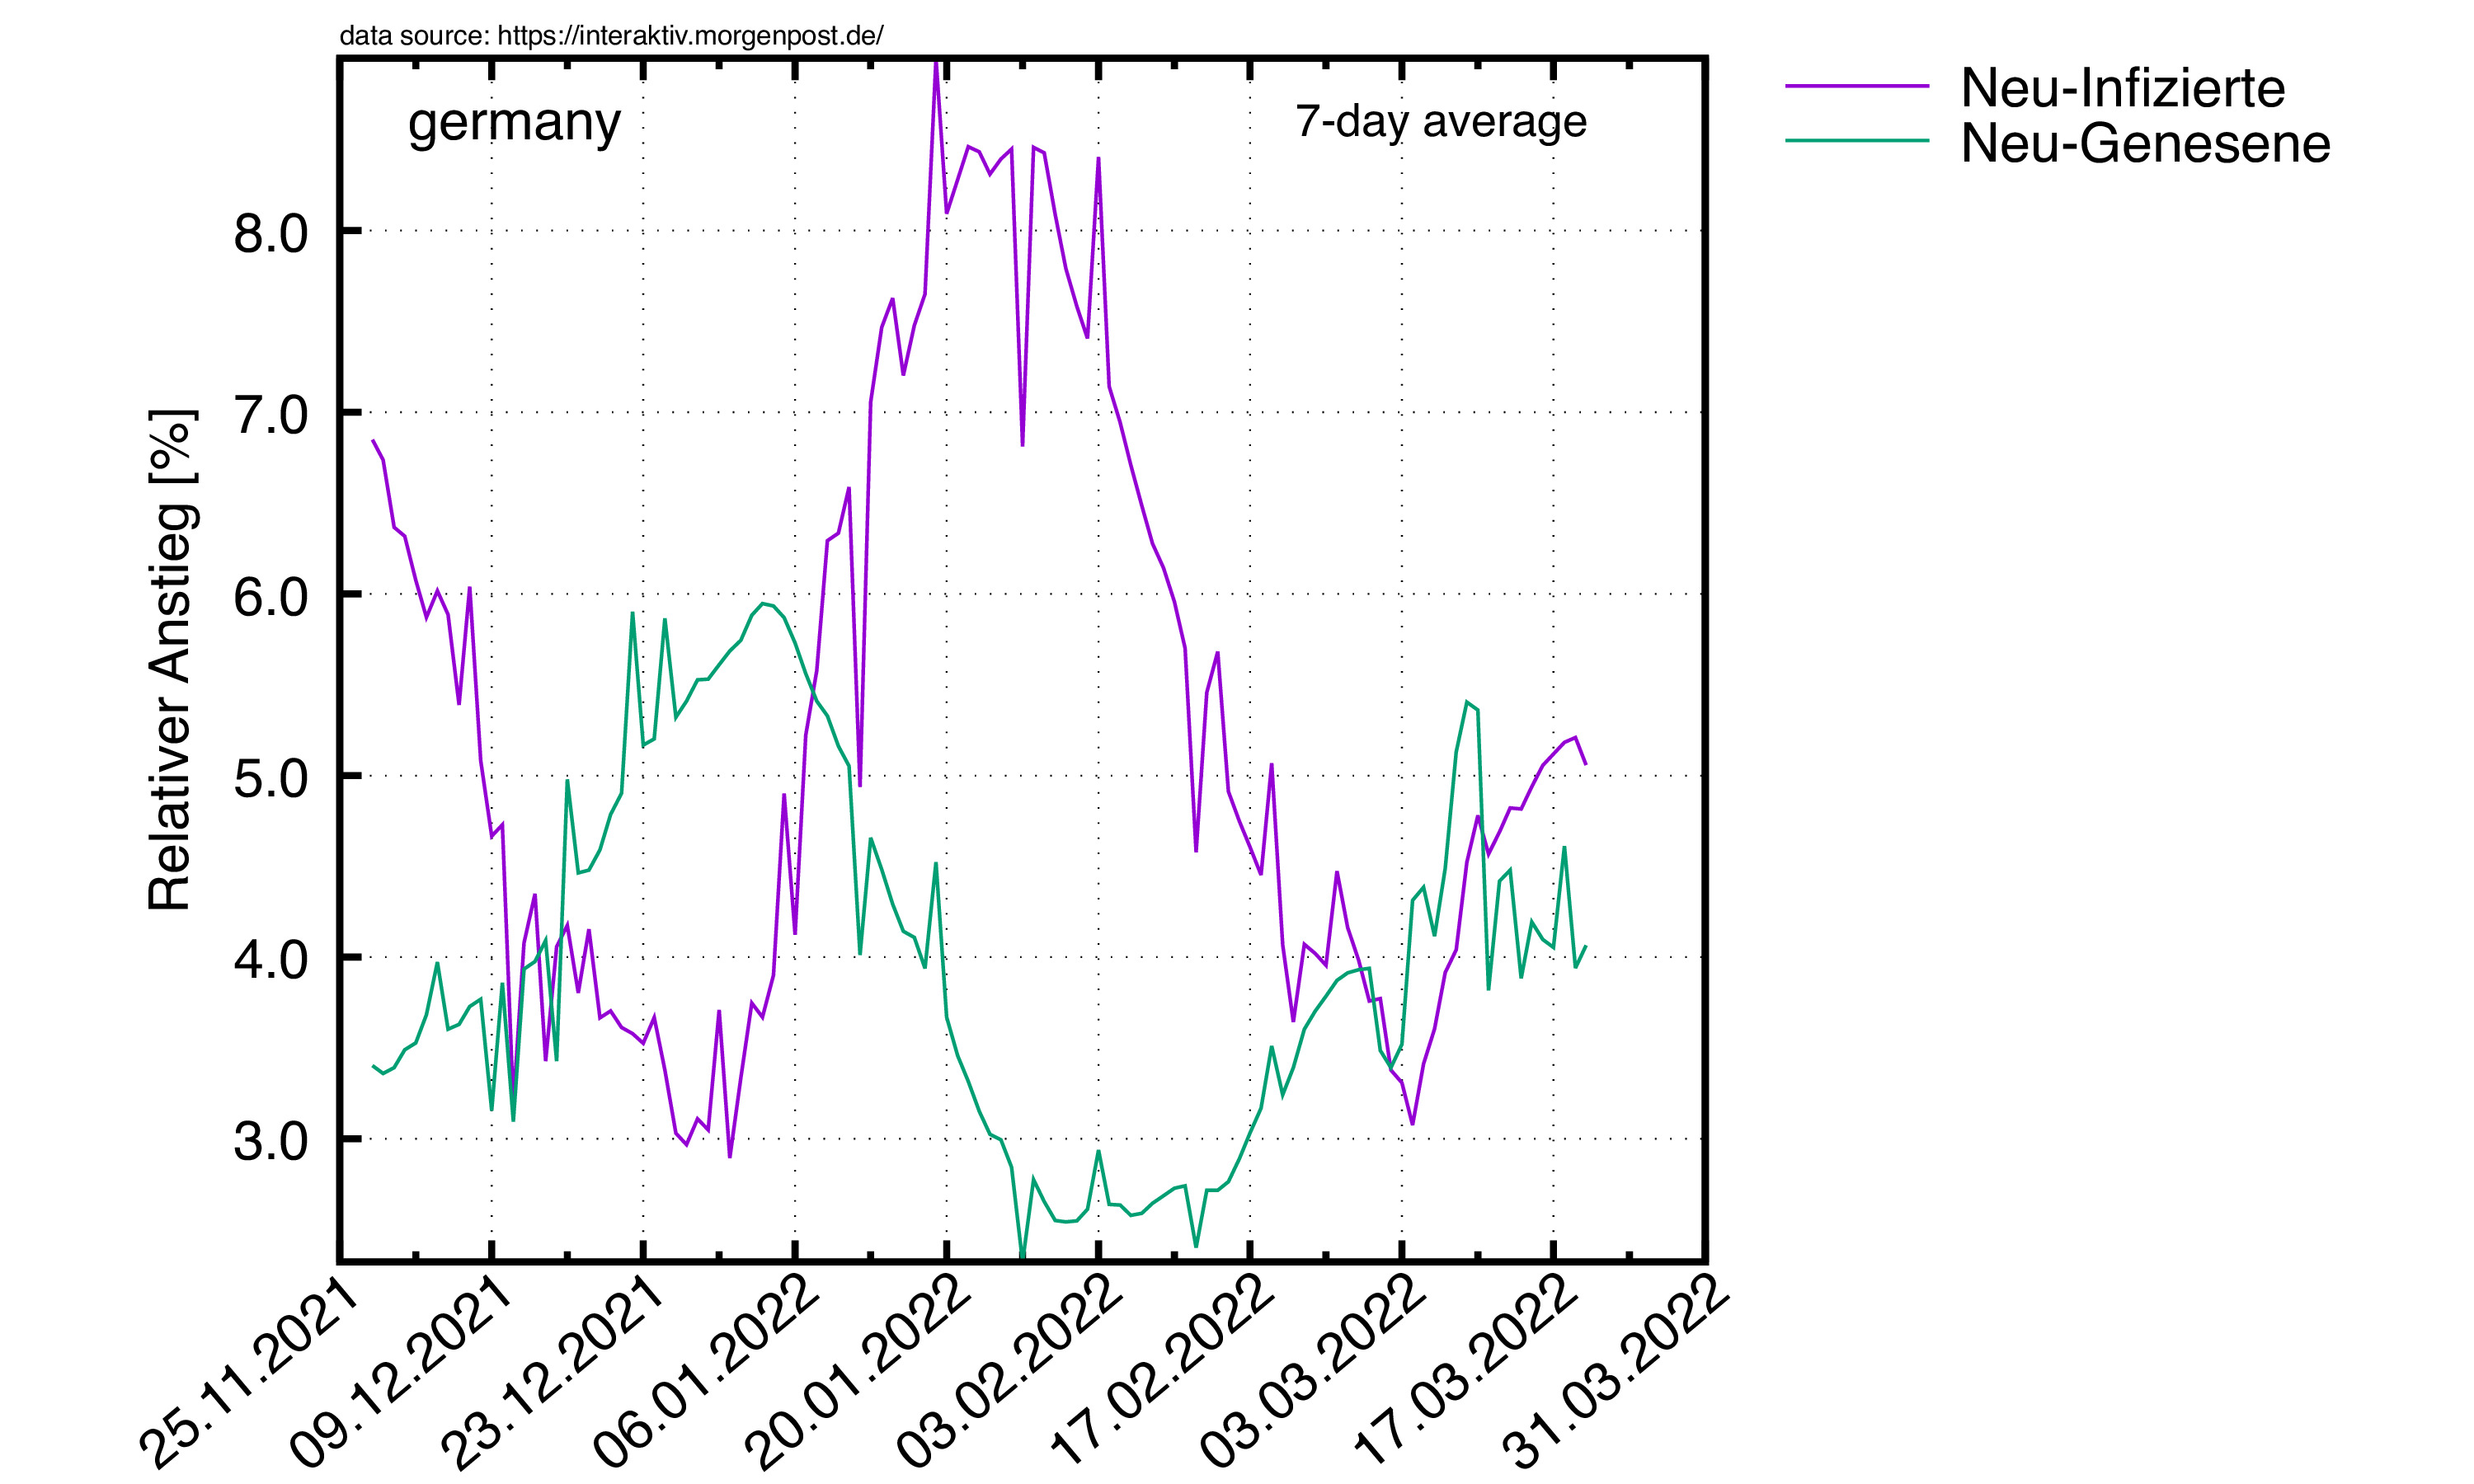 data source: https://interaktiv.morgenpost.de/
germany
7-day average
Neu-Infizierte
Neu-Genesene
Relativer Anstieg [%]
8.0
7.0
6.0
5.0
4.0
3.0
25.11.2021
09.12.2021
23.12.2021
06.01.2022
20.01.2022
03.02.2022
17.02.2022
03.03.2022
17.03.2022
31.03.2022